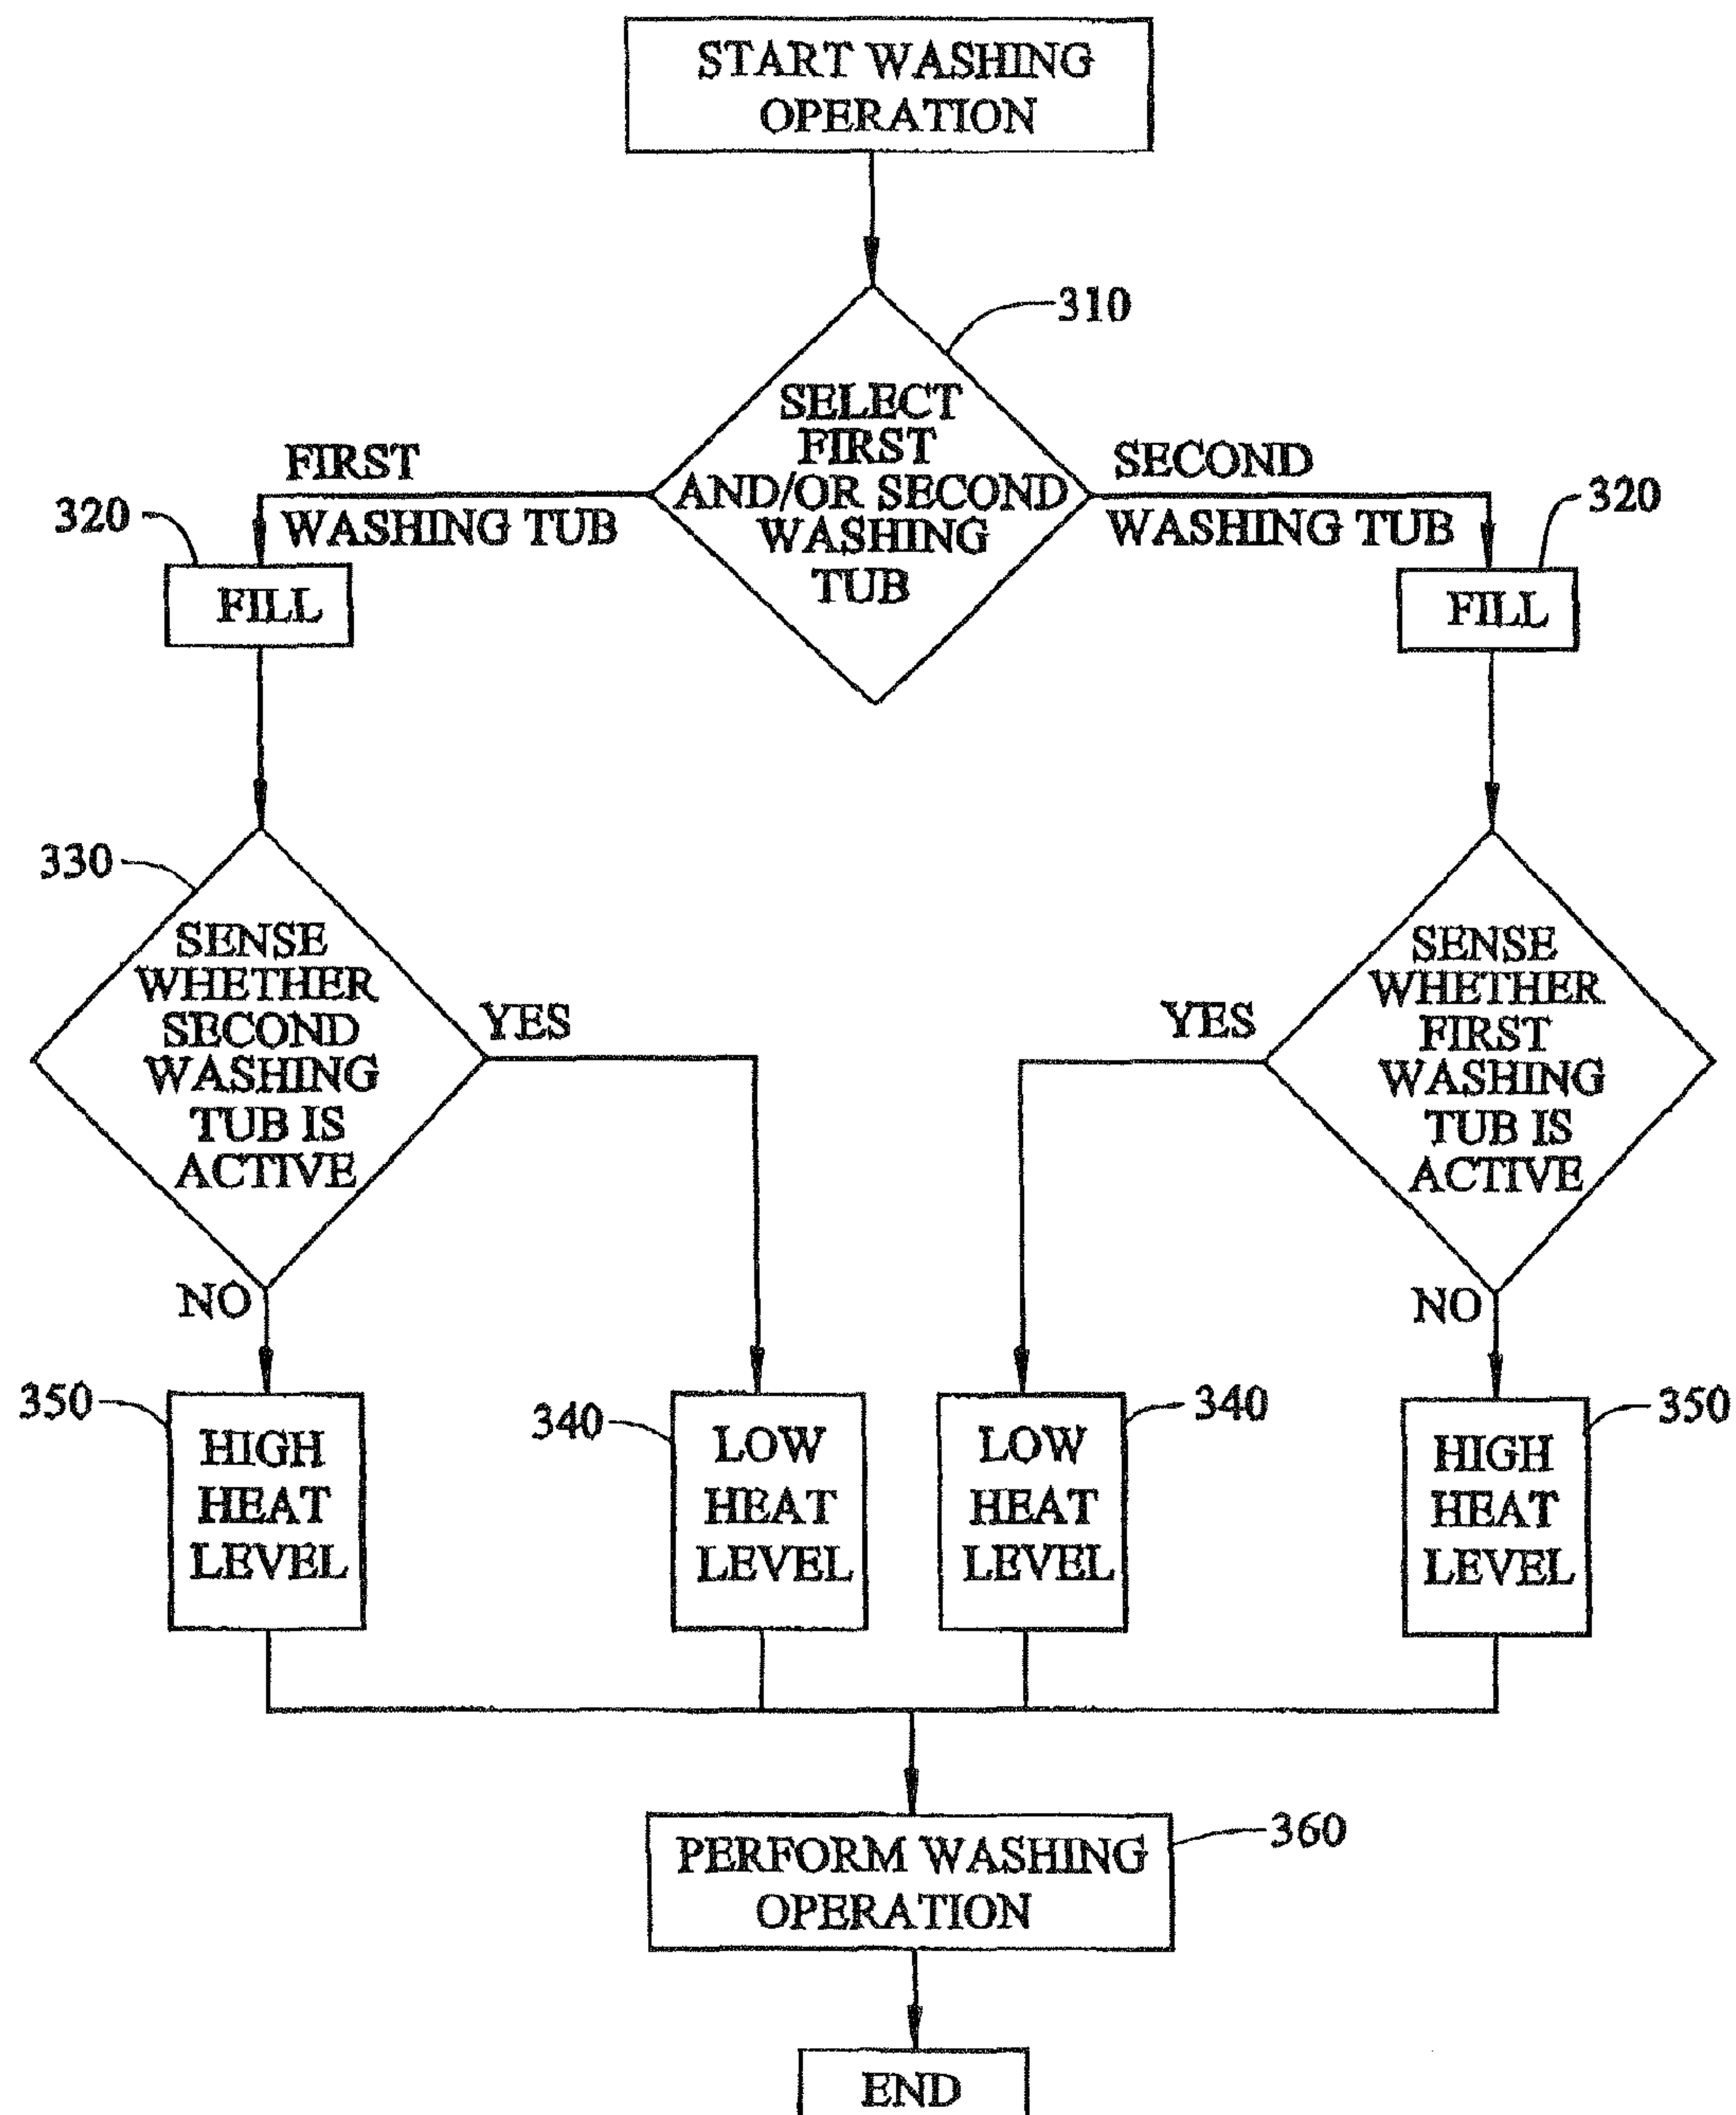 START WASHING
OPERATION
310
SELECT
FIRST
AND/OR SECOND
WASHING
TUB
FIRST
WASHING TUB
SECOND
WASHING TUB
320
FILL
320
FILL
330
SENSE
WHETHER
SECOND
WASHING
TUB IS
ACTIVE
YES
NO
SENSE
WHETHER
FIRST
WASHING
TUB IS
ACTIVE
YES
NO
350
HIGH
HEAT
LEVEL
340
LOW
HEAT
LEVEL
340
LOW
HEAT
LEVEL
350
HIGH
HEAT
LEVEL
360
PERFORM WASHING
OPERATION
END